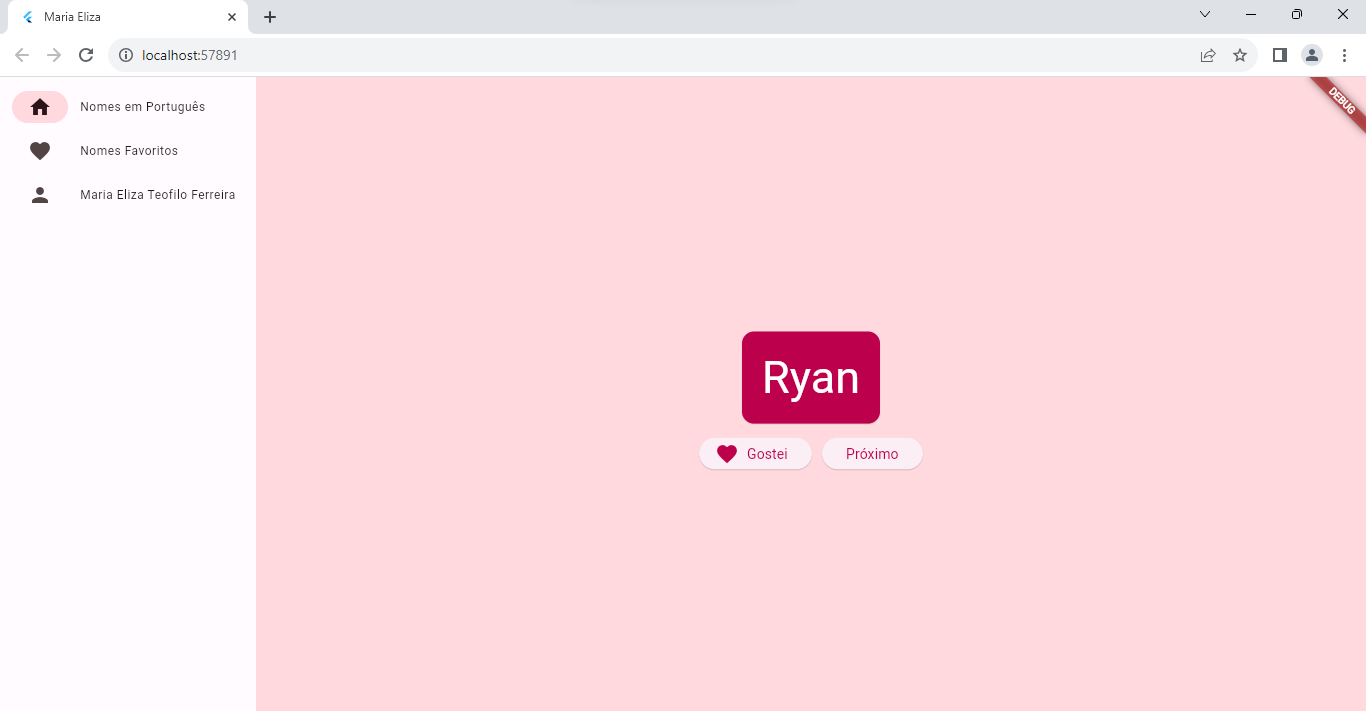 Maria Eliza
localhost:57891
Nomes em Português
Nomes Favoritos
Maria Eliza Teofilo Ferreira
DEBUG
Ryan
Gostei
Próximo